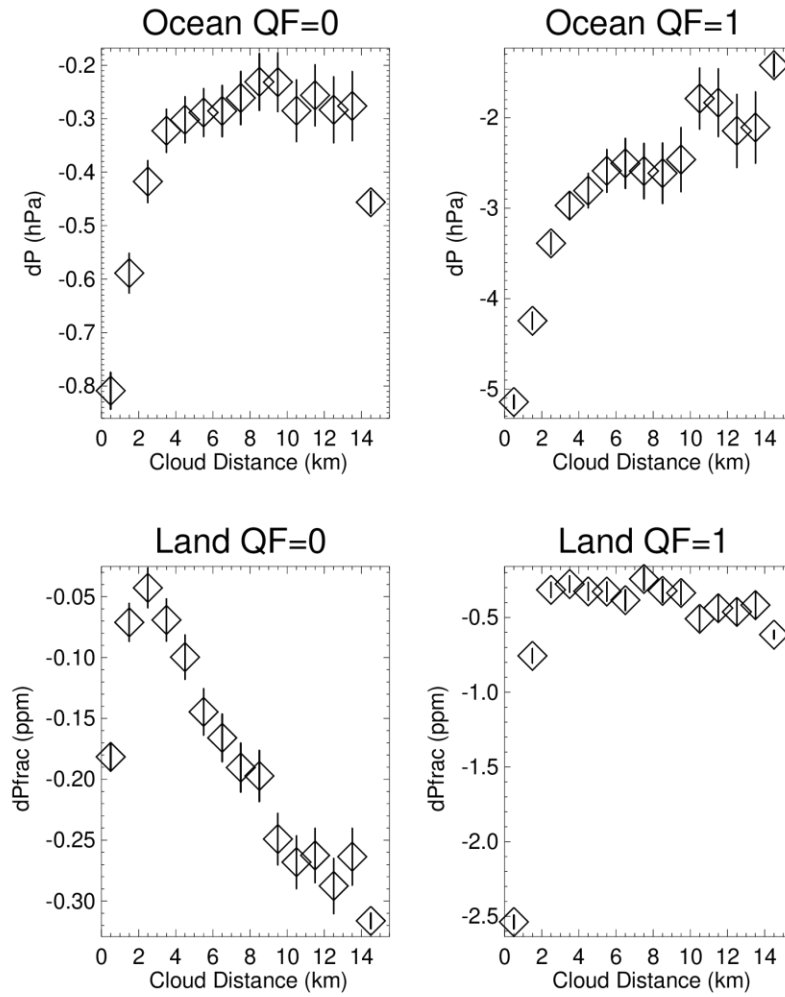 Ocean QF=0
-0.2
-0.3
-0.4
-0.5
-0.6
-0.7
-0.8
dP (hPa)
0 2 4 6 8 10 12 14
Cloud Distance (km)
Ocean QF=1
-2
-3
-4
-5
dP (hPa)
0 2 4 6 8 10 12 14
Cloud Distance (km)
Land QF=0
-0.05
-0.10
-0.15
-0.20
-0.25
-0.30
dPfrac (ppm)
0 2 4 6 8 10 12 14
Cloud Distance (km)
Land QF=1
-0.5
-1.0
-1.5
-2.0
-2.5
dPfrac (ppm)
0 2 4 6 8 10 12 14
Cloud Distance (km)